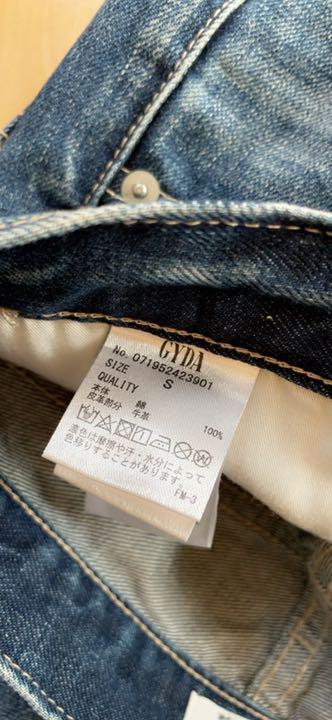 GYDA
No. 071952423901
SIZE S
QUALITY
本体 綿 100%
皮革部分 牛革
濃色は摩擦や汗・水分によって
色移りすることがあります。
FM-3